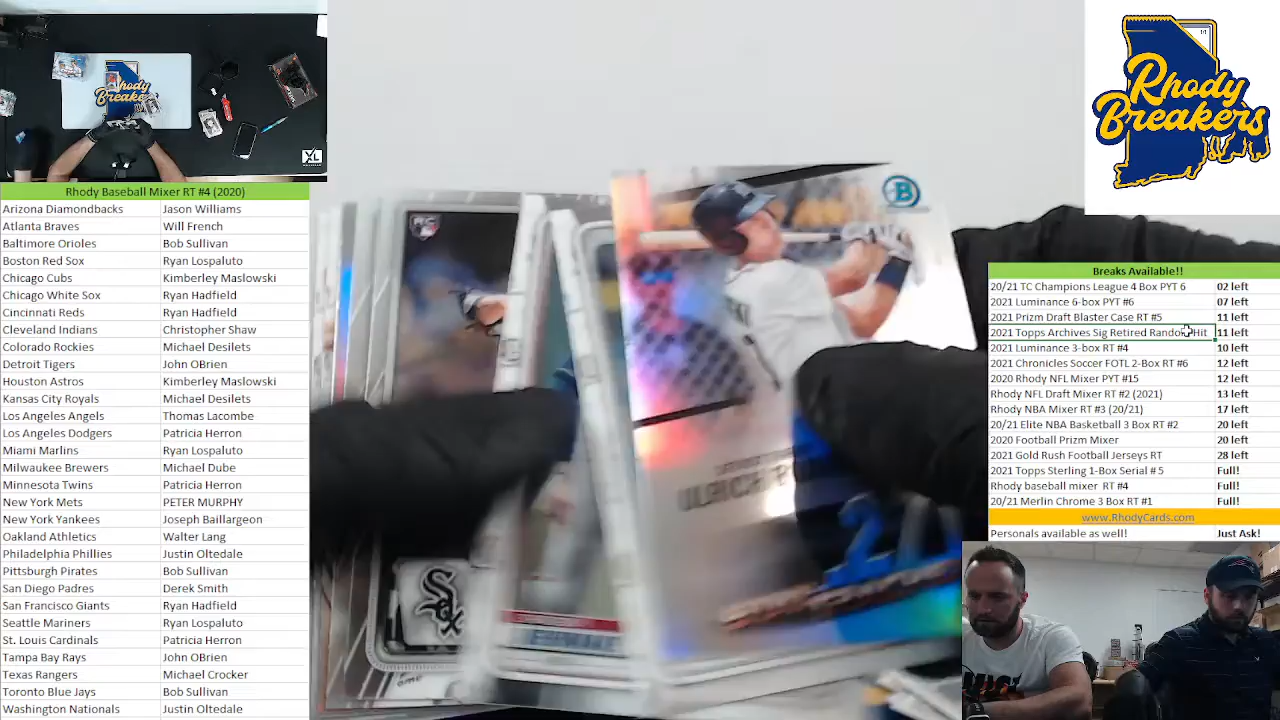 Rhody Baseball Mixer RT #4 (2020)
Arizona Diamondbacks Jason Williams
Atlanta Braves Will French
Baltimore Orioles Bob Sullivan
Boston Red Sox Ryan Lospaluto
Chicago Cubs Kimberley Maslowski
Chicago White Sox Ryan Hadfield
Cincinnati Reds Ryan Hadfield
Cleveland Indians Christopher Shaw
Colorado Rockies Michael Desilets
Detroit Tigers John OBrien
Houston Astros Kimberley Maslowski
Kansas City Royals Michael Desilets
Los Angeles Angels Thomas Lacombe
Los Angeles Dodgers Patricia Herron
Miami Marlins Ryan Lospaluto
Milwaukee Brewers Michael Dube
Minnesota Twins Patricia Herron
New York Mets PETER MURPHY
New York Yankees Joseph Baillargeon
Oakland Athletics Walter Lang
Philadelphia Phillies Justin Oltedale
Pittsburgh Pirates Bob Sullivan
San Diego Padres Derek Smith
San Francisco Giants Ryan Hadfield
Seattle Mariners Ryan Lospaluto
St. Louis Cardinals Patricia Herron
Tampa Bay Rays John OBrien
Texas Rangers Michael Crocker
Toronto Blue Jays Bob Sullivan
Washington Nationals Justin Oltedale
Rhody
Breakers
XL
RC
B
Sox
Rhody
Breakers
Breaks Available!!
20/21 TC Champions League 4 Box PYT 6 02 left
2021 Luminance 6-box PYT #6 07 left
2021 Prizm Draft Blaster Case RT #5 11 left
2021 Topps Archives Sig Retired Random Hit 11 left
2021 Luminance 3-box RT #4 10 left
2021 Chronicles Soccer FOTL 2-Box RT #6 12 left
2020 Rhody NFL Mixer PYT #15 12 left
Rhody NFL Draft Mixer RT #2 (2021) 13 left
Rhody NBA Mixer RT #3 (20/21) 17 left
20/21 Elite NBA Basketball 3 Box RT #2 20 left
2020 Football Prizm Mixer 20 left
2021 Gold Rush Football Jerseys RT 28 left
2021 Topps Sterling 1-Box Serial # 5 Full!
Rhody baseball mixer RT #4 Full!
20/21 Merlin Chrome 3 Box RT #1 Full!
www.RhodyCards.com
Personals available as well! Just Ask!